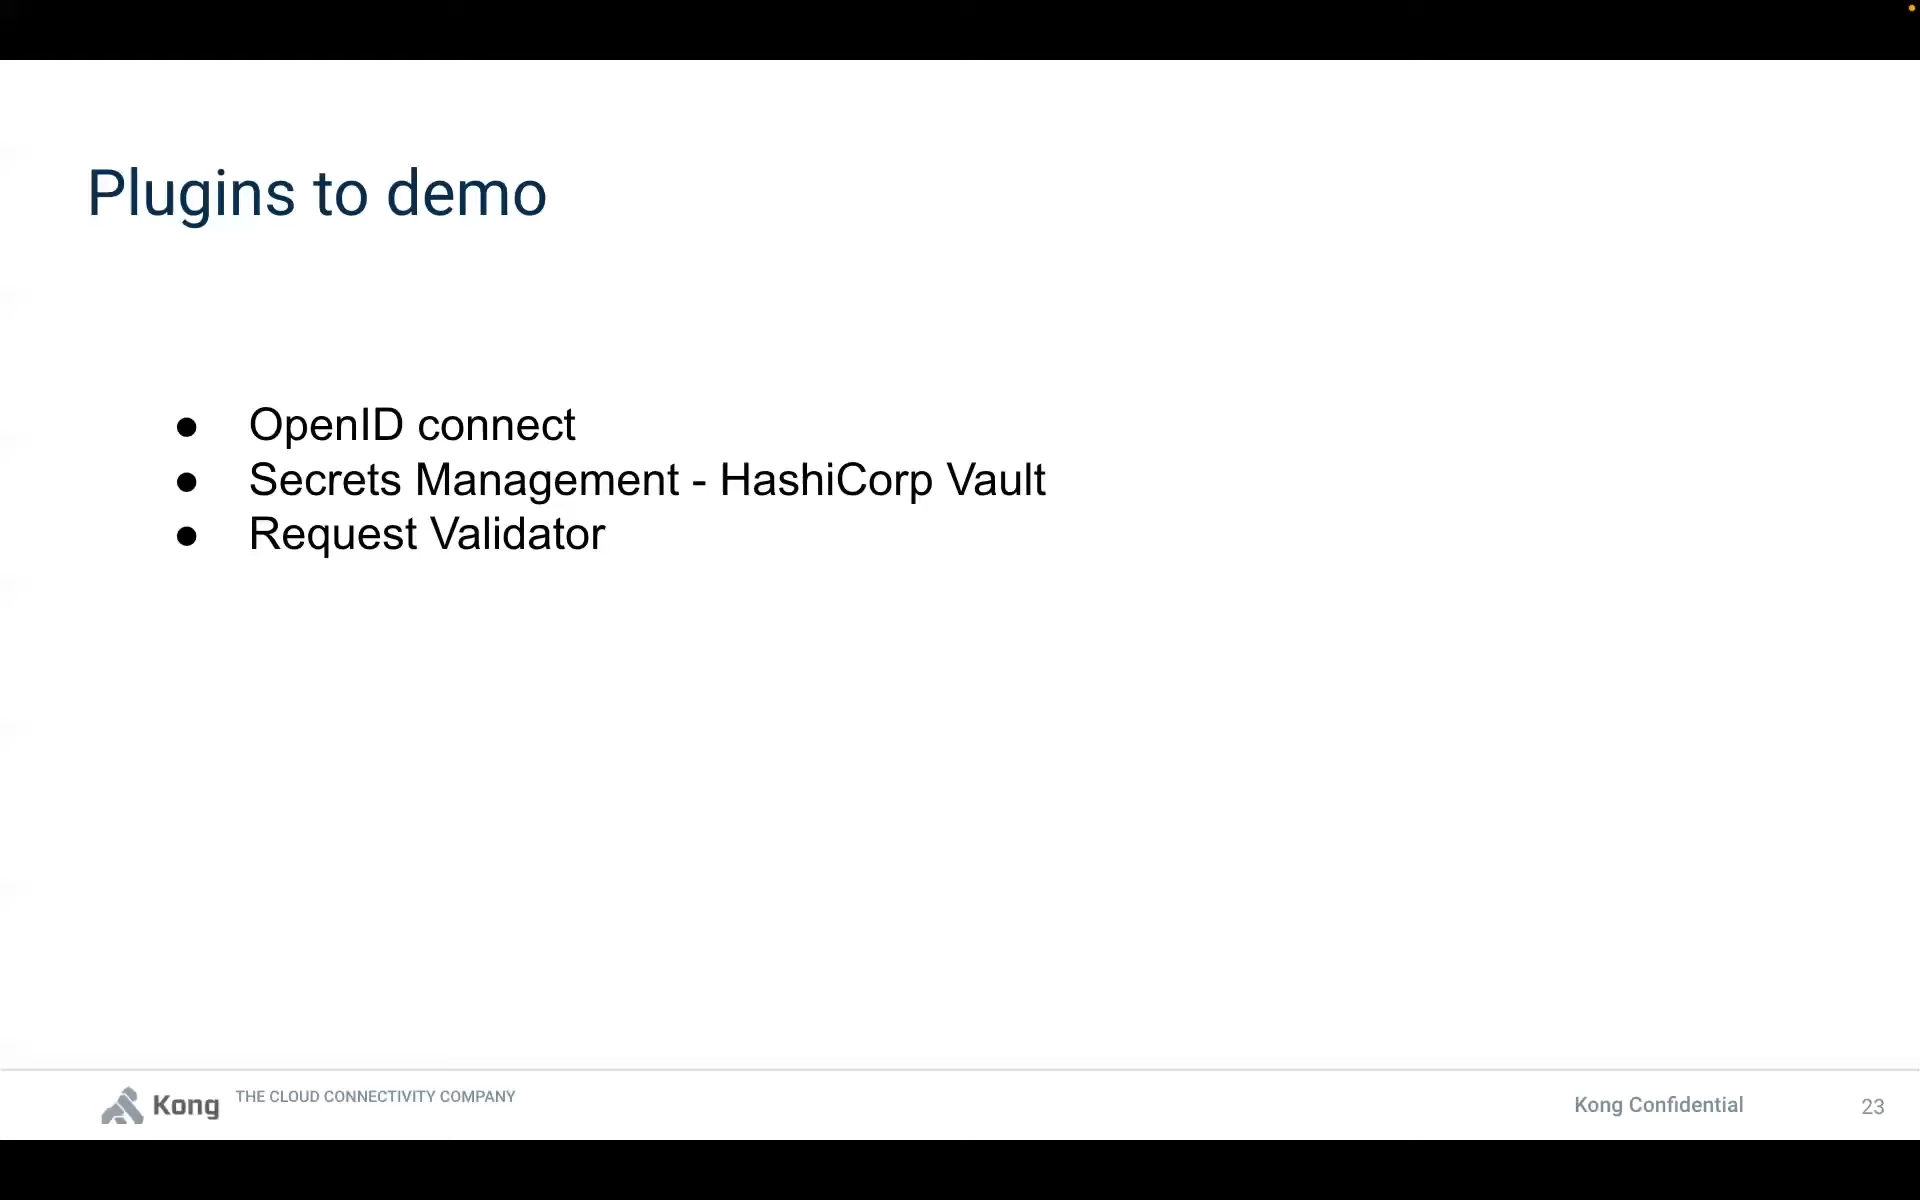 Plugins to demo
● OpenID connect
● Secrets Management - HashiCorp Vault
● Request Validator
Kong THE CLOUD CONNECTIVITY COMPANY
Kong Confidential
23